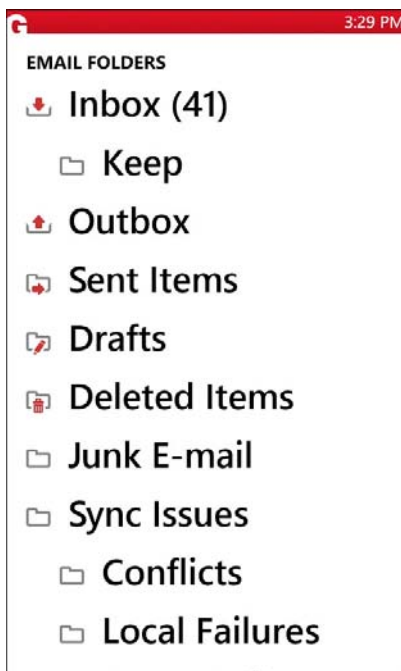 G
3:29 PM
EMAIL FOLDERS
Inbox (41)
Keep
Outbox
Sent Items
Drafts
Deleted Items
Junk E-mail
Sync Issues
Conflicts
Local Failures